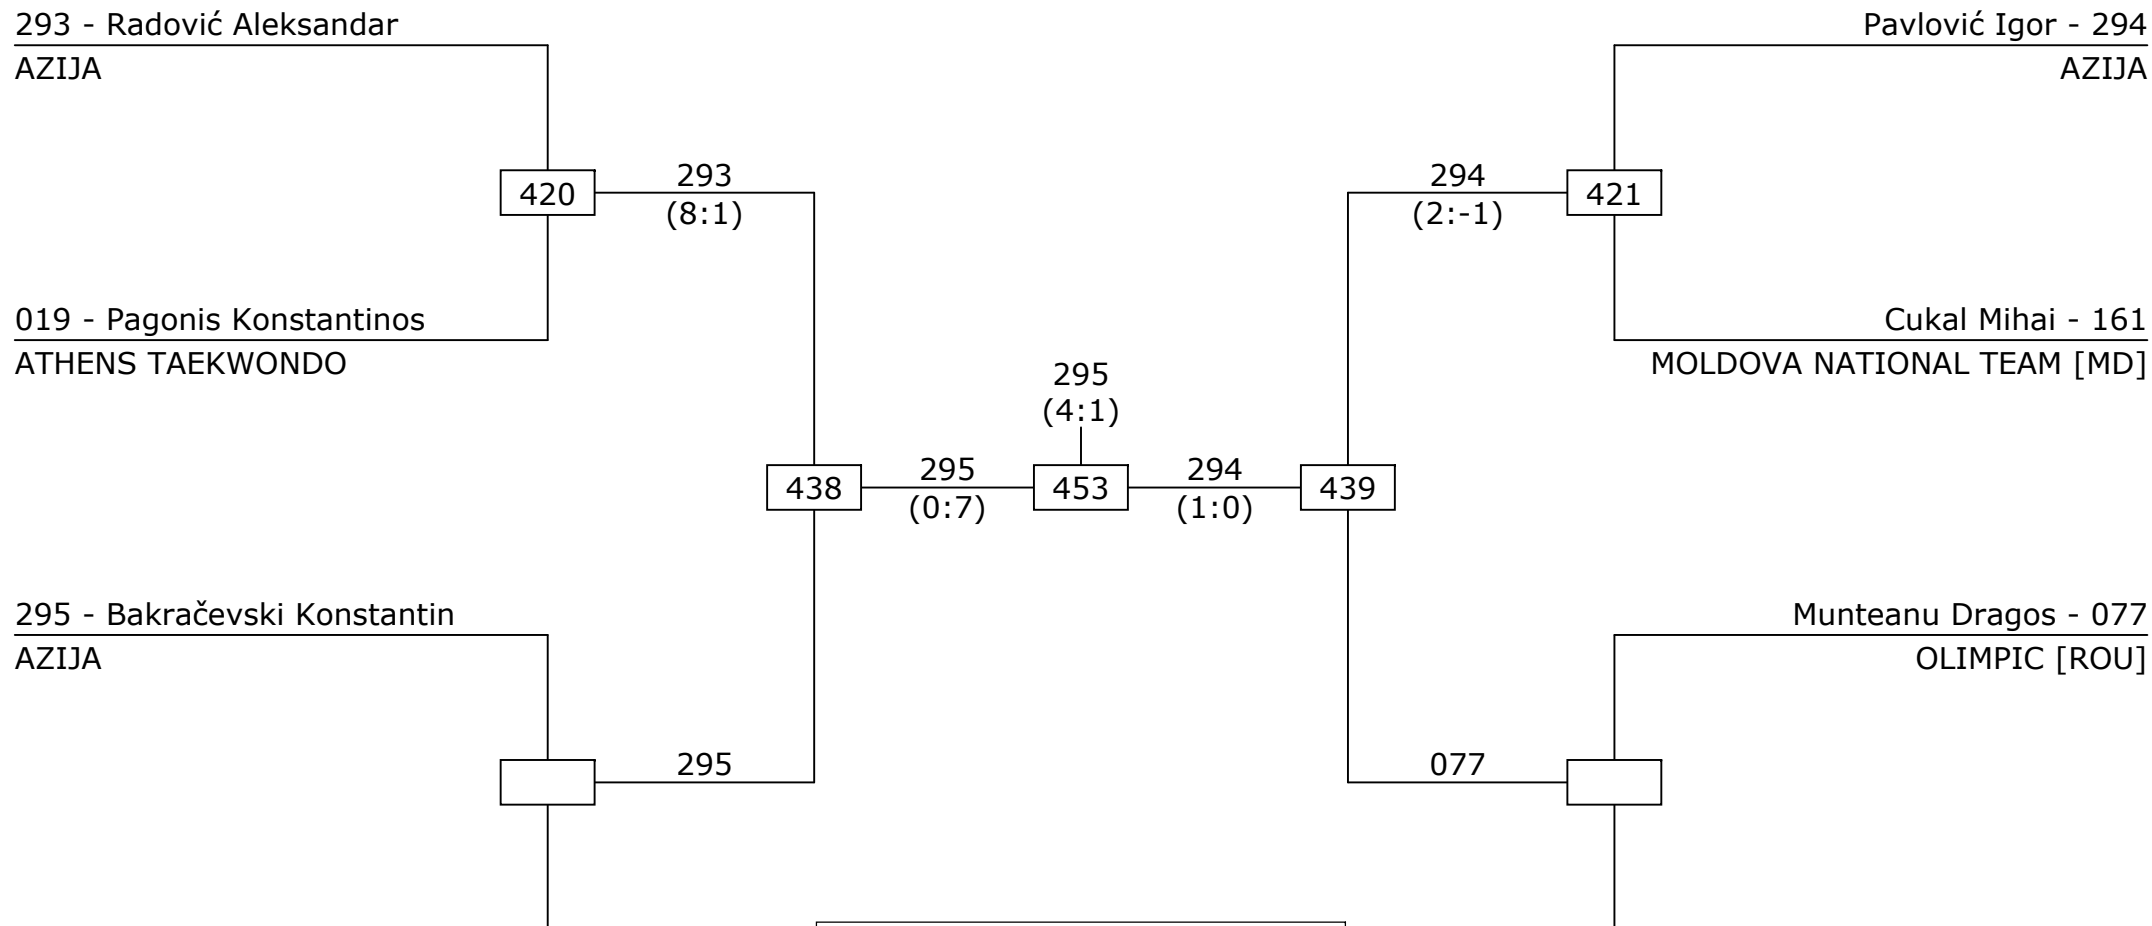 293 - Radović Aleksandar
AZIJA
Pavlović Igor - 294
AZIJA
293
420
(8:1)
294
421
(2:-1)
019 - Pagonis Konstantinos
ATHENS TAEKWONDO
Cukal Mihai - 161
MOLDOVA NATIONAL TEAM [MD]
295
(4:1)
438
295
(0:7)
453
294
(1:0)
439
295 - Bakračevski Konstantin
AZIJA
Munteanu Dragos - 077
OLIMPIC [ROU]
295
077